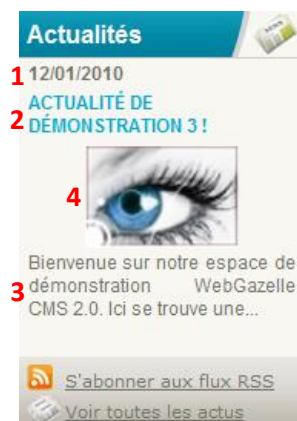 Actualités
1 12/01/2010
ACTUALITÉ DE
2 DÉMONSTRATION 3 !
4
Bienvenue sur notre espace de
3 démonstration WebGazelle
CMS 2.0. Ici se trouve une...
S'abonner aux flux RSS
Voir toutes les actus